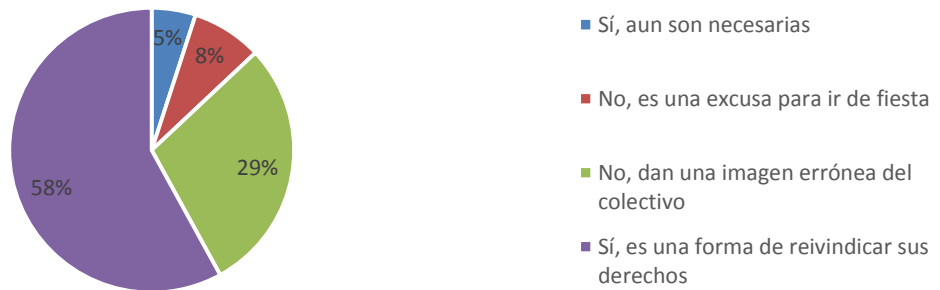 5%
8%
29%
58%
Sí, aun son necesarias
No, es una excusa para ir de fiesta
No, dan una imagen errónea del
colectivo
Sí, es una forma de reivindicar sus
derechos